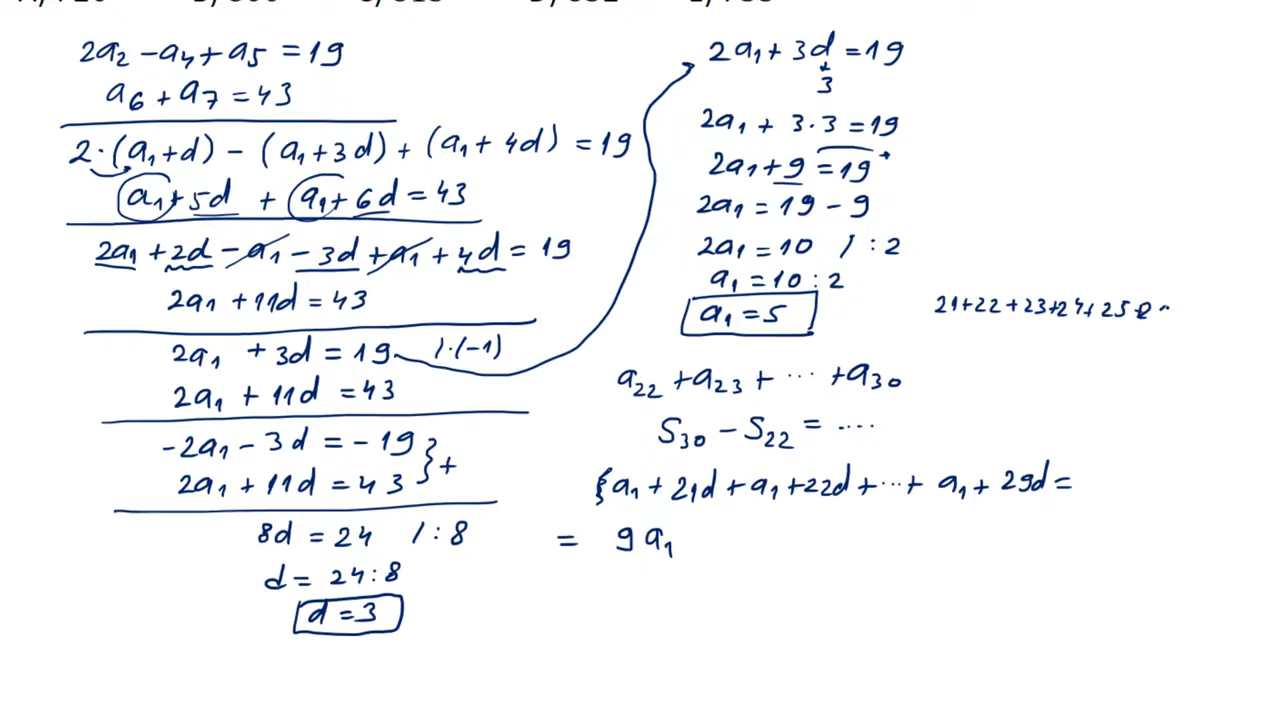 2a₂ - a₄ + a₅ = 19
a₆ + a₇ = 43
2·(a₁+d) - (a₁+3d) + (a₁+4d) = 19
a₁+5d + a₁+6d = 43
2a₁+2d-a₁-3d+a₁+4d = 19
2a₁ + 11d = 43
2a₁ + 3d = 19 /·(-1)
2a₁ + 11d = 43
-2a₁ - 3d = -19 } +
2a₁ + 11d = 43
8d = 24 / : 8
d = 24:8
d = 3
2a₁ + 3d = 19
3
2a₁ + 3·3 = 19
2a₁ + 9 = 19
2a₁ = 19 - 9
2a₁ = 10 / : 2
a₁ = 10 : 2
a₁ = 5
21+22+23+24+25+
a₂₂ + a₂₃ + ... + a₃₀
S₃₀ - S₂₂ = ....
{a₁ + 21d + a₁ + 22d + ... + a₁ + 29d =
= 9a₁